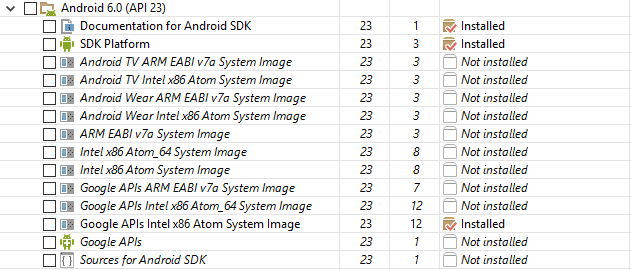 Android 6.0 (API 23)
Documentation for Android SDK 23 1 Installed
SDK Platform 23 3 Installed
Android TV ARM EABI v7a System Image 23 3 Not installed
Android TV Intel x86 Atom System Image 23 3 Not installed
Android Wear ARM EABI v7a System Image 23 3 Not installed
Android Wear Intel x86 Atom System Image 23 3 Not installed
ARM EABI v7a System Image 23 3 Not installed
Intel x86 Atom_64 System Image 23 8 Not installed
Intel x86 Atom System Image 23 8 Not installed
Google APIs ARM EABI v7a System Image 23 7 Not installed
Google APIs Intel x86 Atom_64 System Image 23 12 Not installed
Google APIs Intel x86 Atom System Image 23 12 Installed
Google APIs 23 1 Not installed
Sources for Android SDK 23 1 Not installed